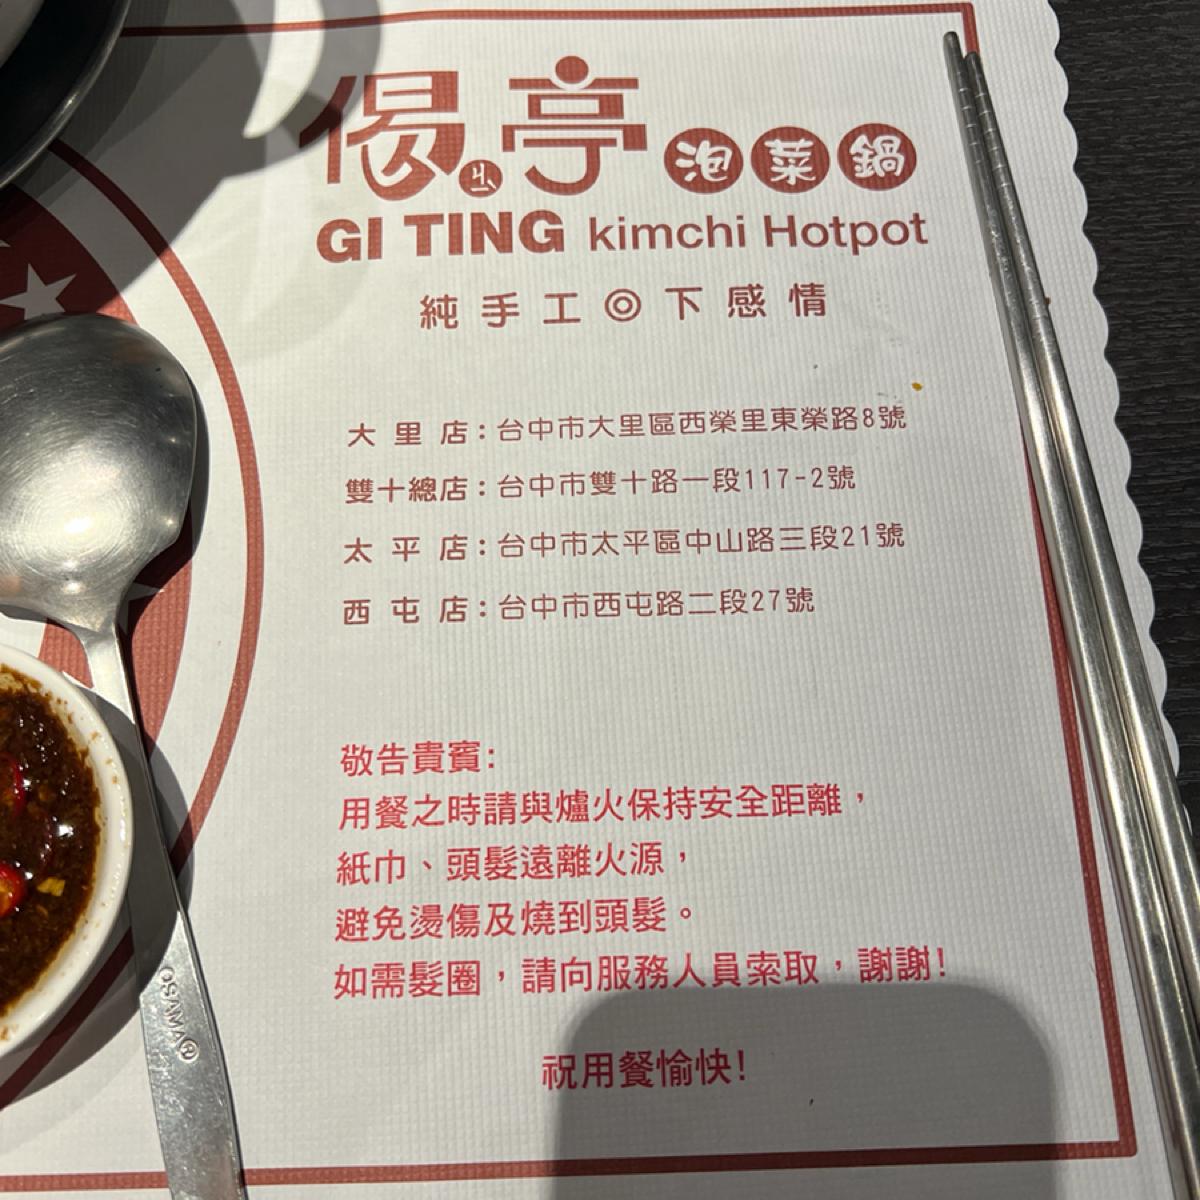 偈亭 泡菜鍋
ㄐㄧˋ
GI TING kimchi Hotpot
純手工◎下感情
大里店：台中市大里區西榮里東榮路8號
雙十總店：台中市雙十路一段117-2號
太平店：台中市太平區中山路三段21號
西屯店：台中市西屯路二段27號
敬告貴賓:
用餐之時請與爐火保持安全距離，
紙巾、頭髮遠離火源，
避免燙傷及燒到頭髮。
如需髮圈，請向服務人員索取，謝謝!
祝用餐愉快!
OSAMA®